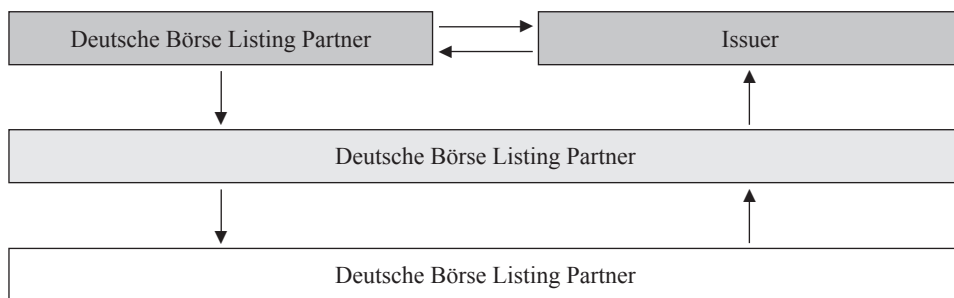 Deutsche Börse Listing Partner
Issuer
Deutsche Börse Listing Partner
Deutsche Börse Listing Partner